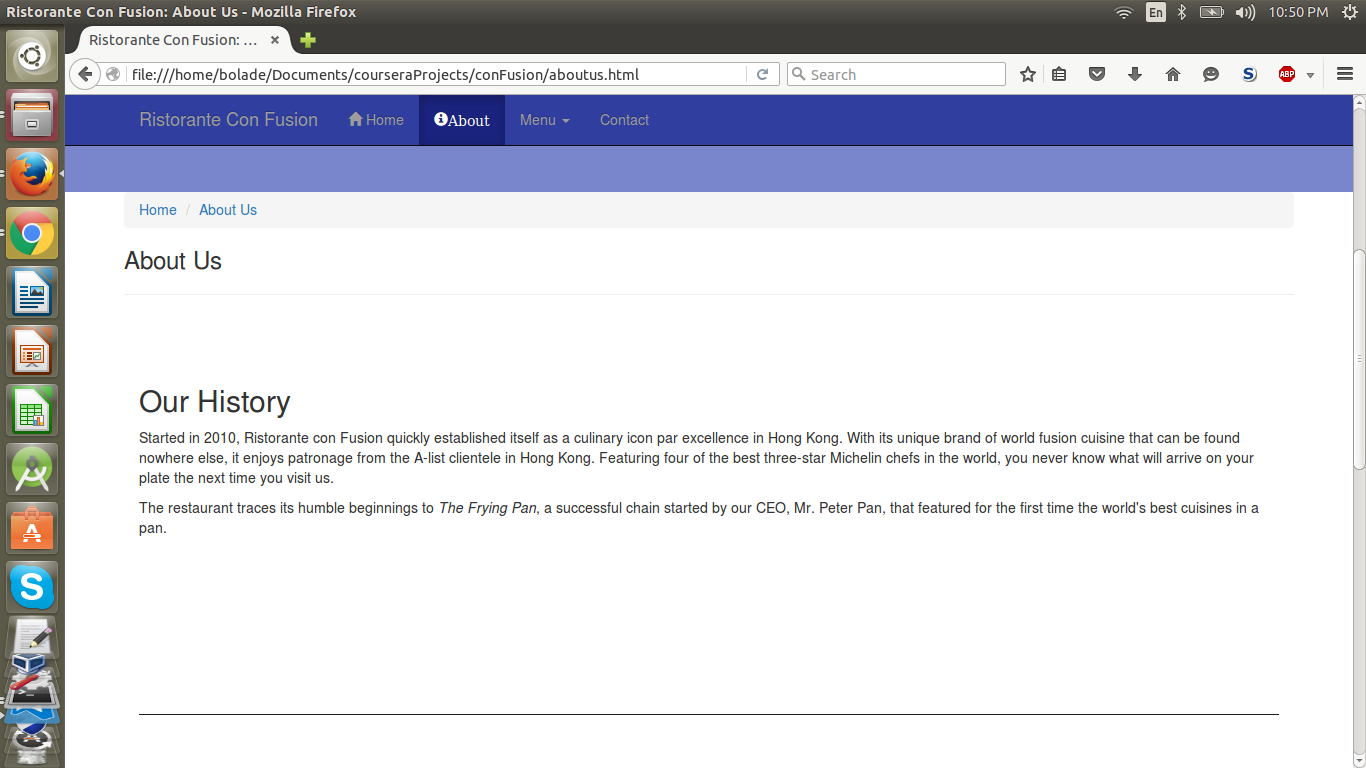 Ristorante Con Fusion: About Us - Mozilla Firefox
En
10:50 PM
Ristorante Con Fusion: ...
file:///home/bolade/Documents/courseraProjects/conFusion/aboutus.html
Search
S
ABP
Ristorante Con Fusion
Home
About
Menu
Contact
Home / About Us
About Us
Our History
Started in 2010, Ristorante con Fusion quickly established itself as a culinary icon par excellence in Hong Kong. With its unique brand of world fusion cuisine that can be found
nowhere else, it enjoys patronage from the A-list clientele in Hong Kong. Featuring four of the best three-star Michelin chefs in the world, you never know what will arrive on your
plate the next time you visit us.
The restaurant traces its humble beginnings to The Frying Pan, a successful chain started by our CEO, Mr. Peter Pan, that featured for the first time the world's best cuisines in a
pan.